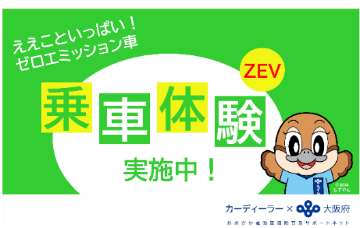 ええこといっぱい！
ゼロエミッション車
ZEV
乗車体験
実施中！
カーディーラー × 大阪府